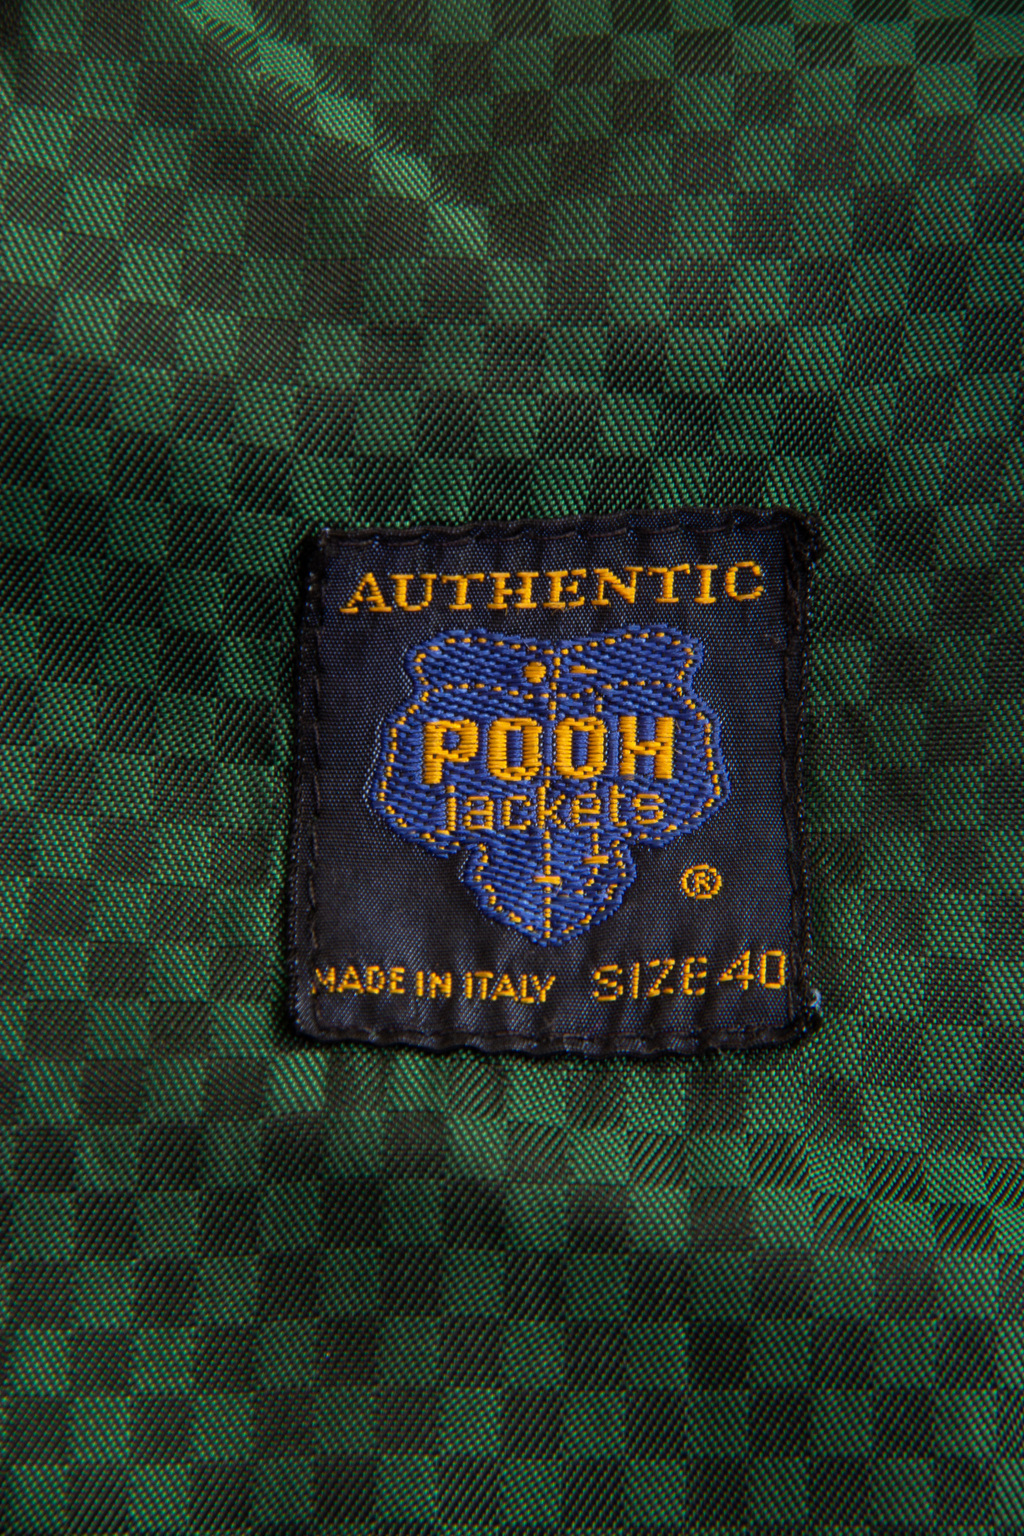 AUTHENTIC
POOH
jackets
®
MADE IN ITALY SIZE 40